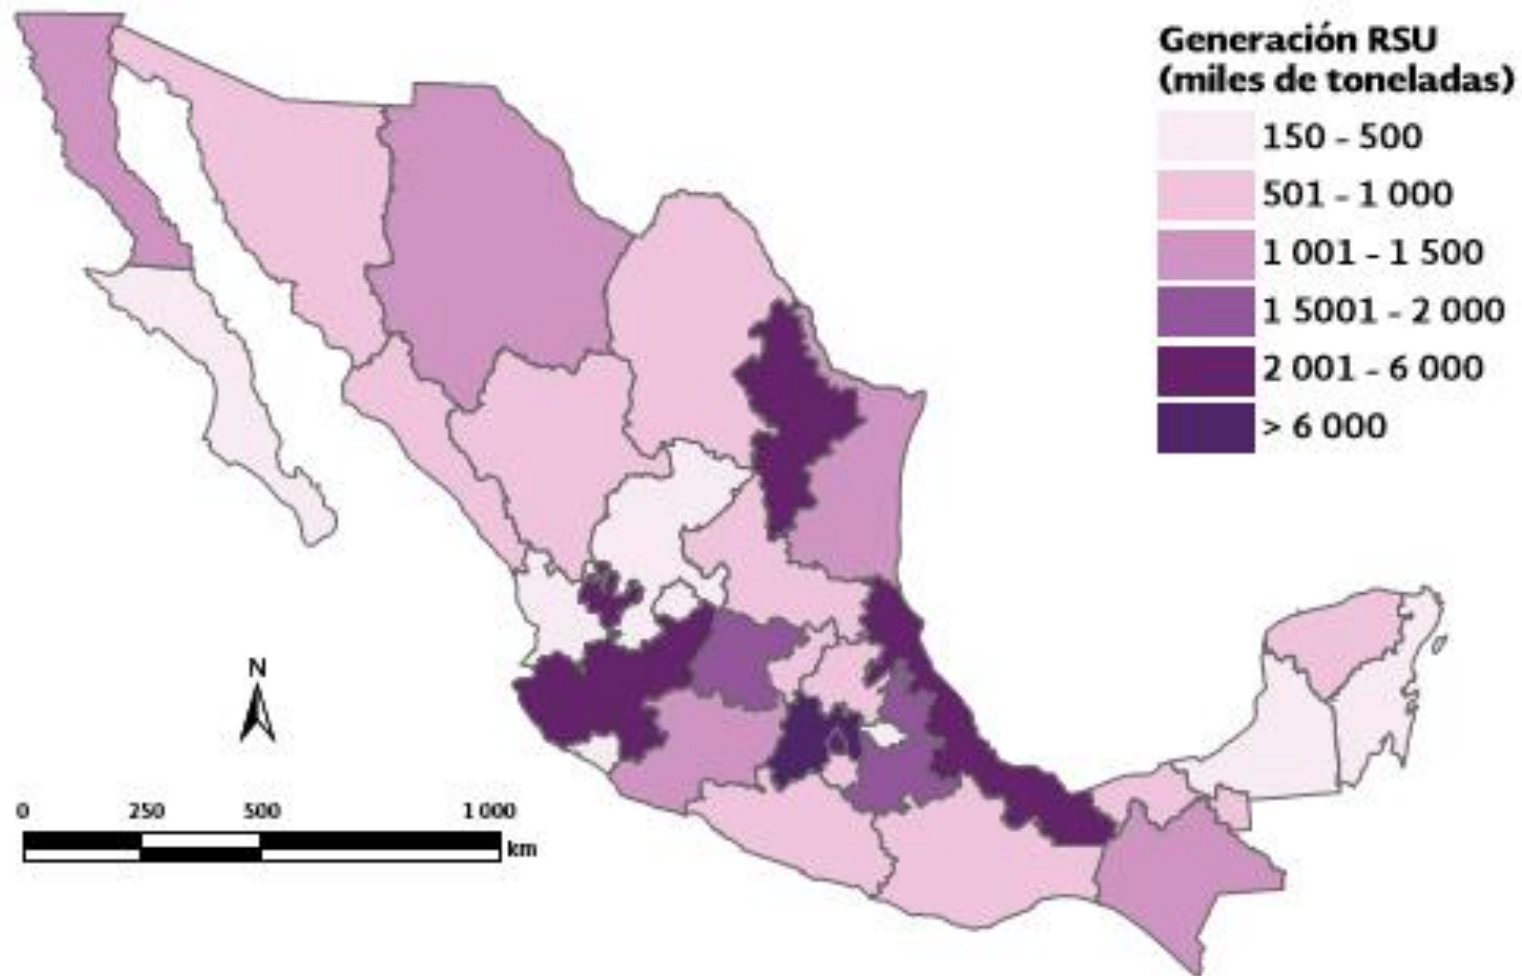 Generación RSU
(miles de toneladas)
150 - 500
501 - 1 000
1 001 - 1 500
1 5001 - 2 000
2 001 - 6 000
> 6 000
N
0 250 500 1 000
km